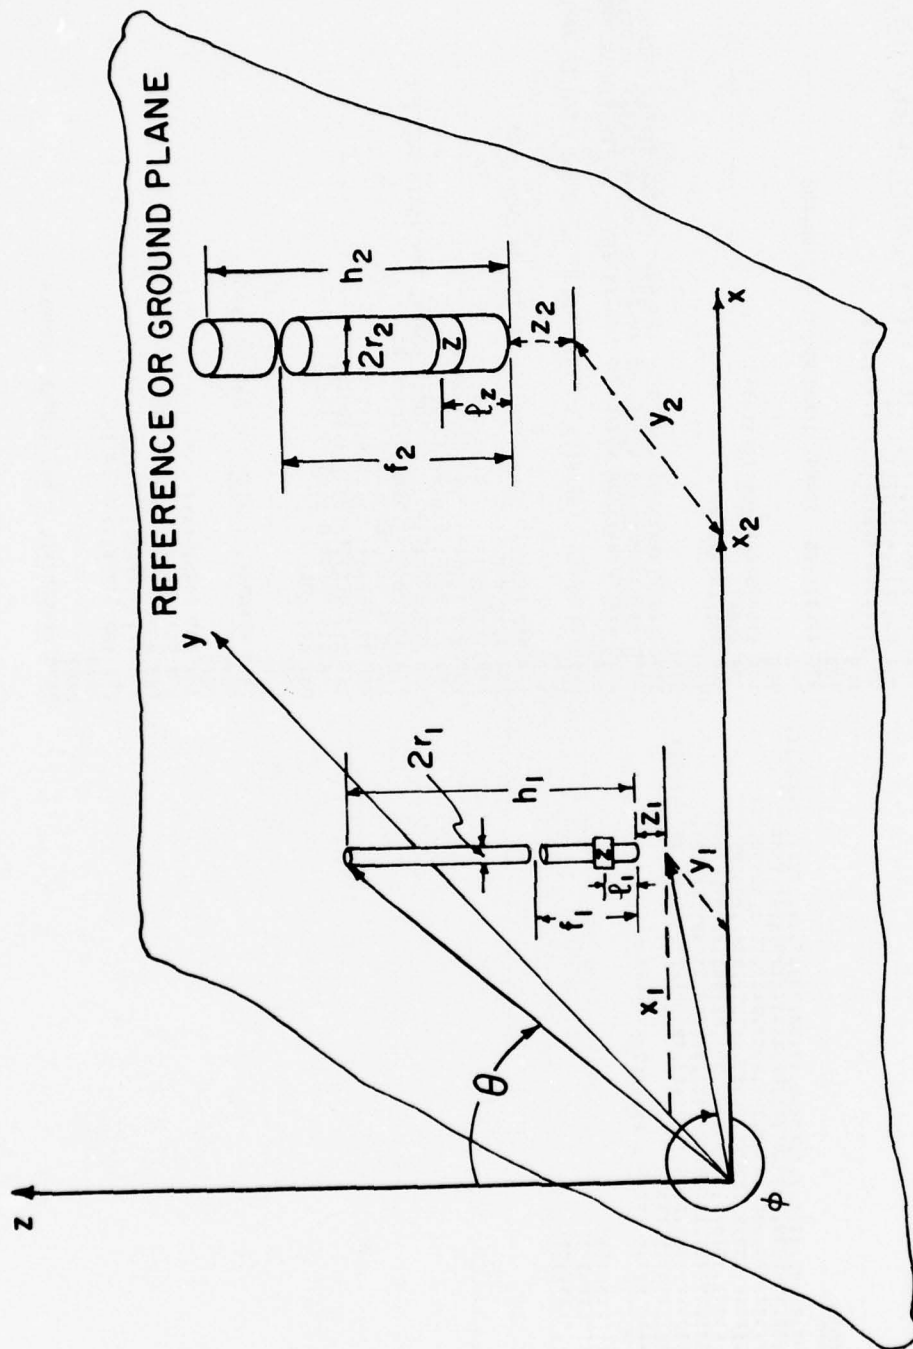 REFERENCE OR GROUND PLANE
z
y
x
θ
ϕ
2r₁
h₁
f₁
ℓ₁
z
z₁
x₁
y₁
h₂
2r₂
z
f₂
ℓz
z₂
y₂
x₂